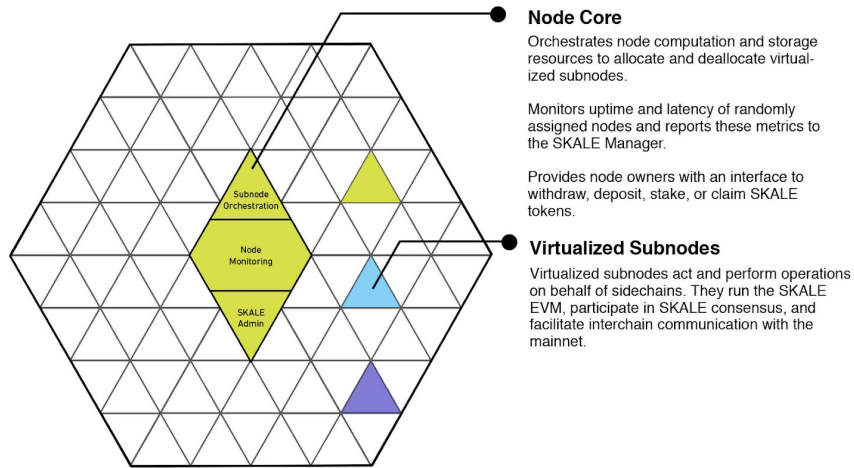 Node Core
Orchestrates node computation and storage
resources to allocate and deallocate virtual-
ized subnodes.
Monitors uptime and latency of randomly
assigned nodes and reports these metrics to
the SKALE Manager.
Provides node owners with an interface to
withdraw, deposit, stake, or claim SKALE
tokens.
Subnode
Orchestration
Node
Monitoring
SKALE
Admin
Virtualized Subnodes
Virtualized subnodes act and perform operations
on behalf of sidechains. They run the SKALE
EVM, participate in SKALE consensus, and
facilitate interchain communication with the
mainnet.